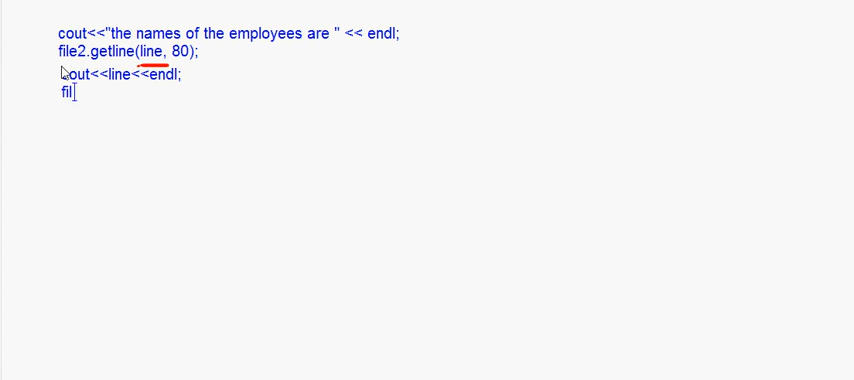 cout<<"the names of the employees are " << endl;
file2.getline(line, 80);
out<<line<<endl;
fil